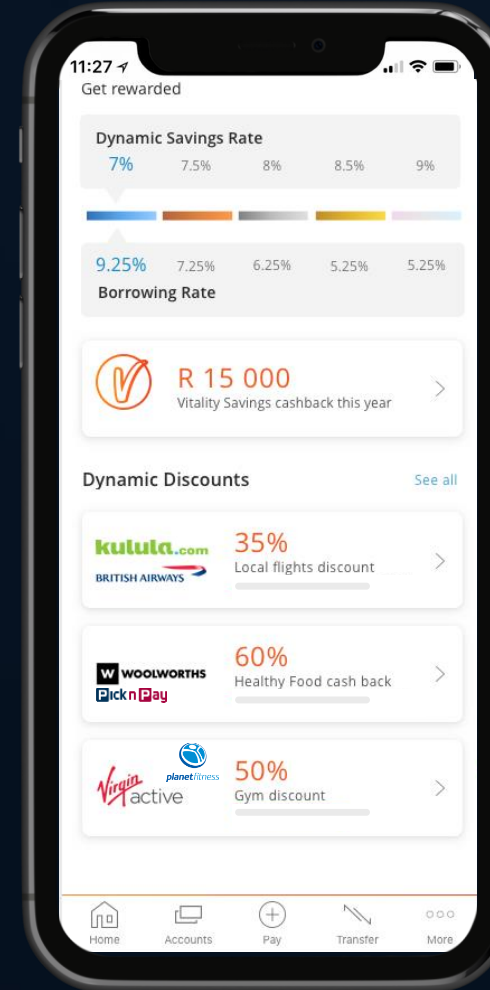 11:27
Get rewarded
Dynamic Savings Rate
7% 7.5% 8% 8.5% 9%
9.25% 7.25% 6.25% 5.25% 5.25%
Borrowing Rate
R 15 000
Vitality Savings cashback this year
Dynamic Discounts See all
kulula.com
BRITISH AIRWAYS
35%
Local flights discount
W WOOLWORTHS
Pick n Pay
60%
Healthy Food cash back
Virgin active
planetfitness
50%
Gym discount
Home Accounts Pay Transfer More